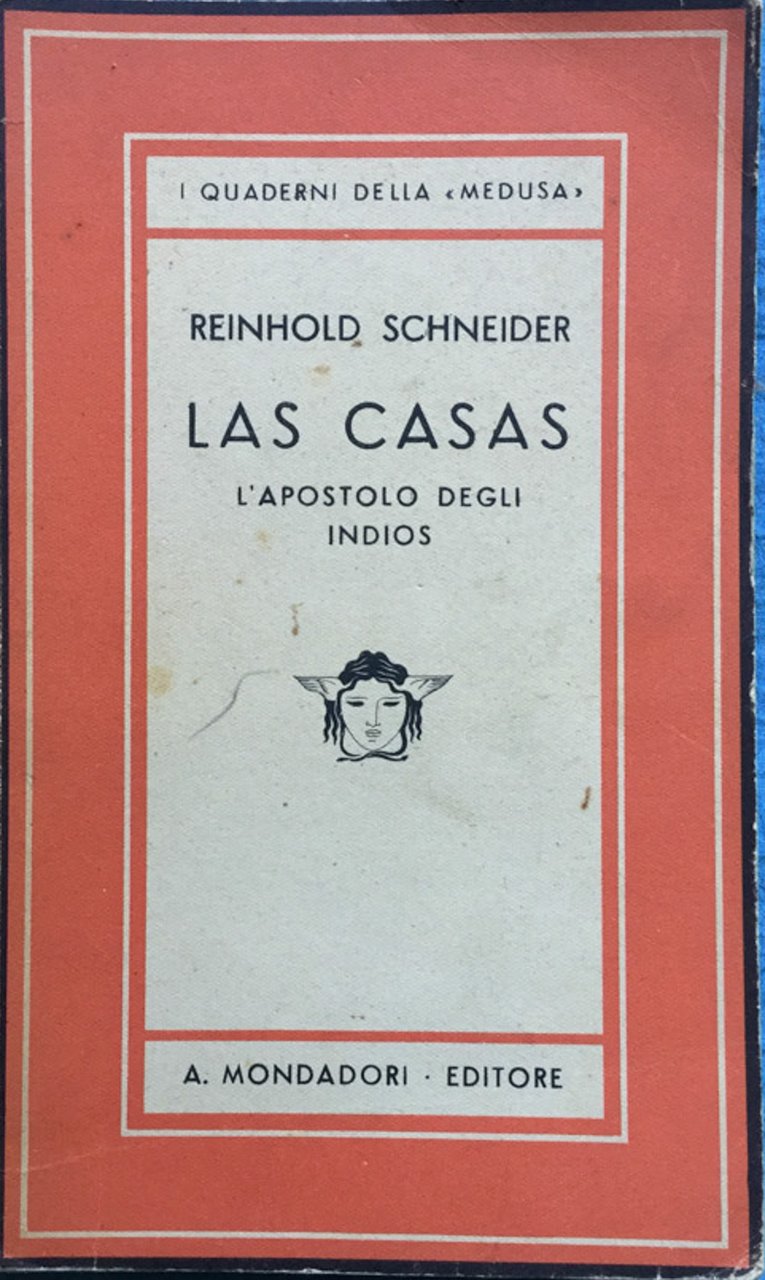 I QUADERNI DELLA «MEDUSA»
REINHOLD SCHNEIDER
LAS CASAS
L'APOSTOLO DEGLI
INDIOS
A. MONDADORI · EDITORE